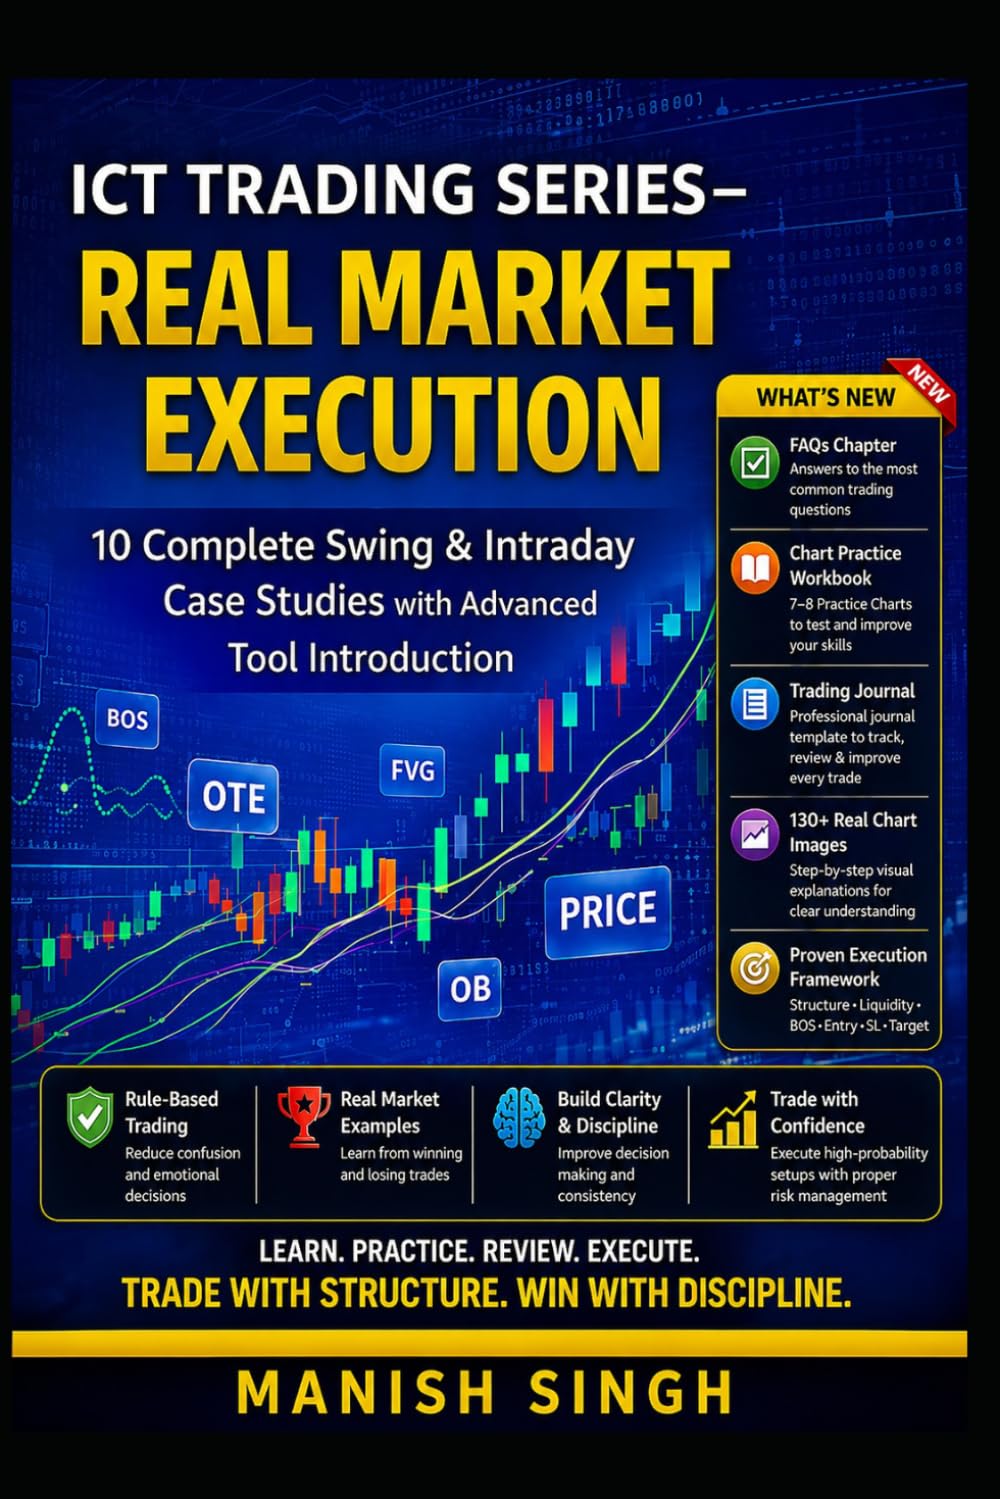 ICT TRADING SERIES–
REAL MARKET
EXECUTION
10 Complete Swing & Intraday
Case Studies with Advanced
Tool Introduction
WHAT'S NEW
NEW
FAQs Chapter
Answers to the most
common trading
questions
Chart Practice
Workbook
7–8 Practice Charts
to test and improve
your skills
Trading Journal
Professional journal
template to track,
review & improve
every trade
130+ Real Chart
Images
Step-by-step visual
explanations for
clear understanding
Proven Execution
Framework
Structure • Liquidity •
BOS • Entry • SL • Target
BOS
OTE
FVG
PRICE
OB
Rule-Based
Trading
Reduce confusion
and emotional
decisions
Real Market
Examples
Learn from winning
and losing trades
Build Clarity
& Discipline
Improve decision
making and
consistency
Trade with
Confidence
Execute high-probability
setups with proper
risk management
LEARN. PRACTICE. REVIEW. EXECUTE.
TRADE WITH STRUCTURE. WIN WITH DISCIPLINE.
MANISH SINGH